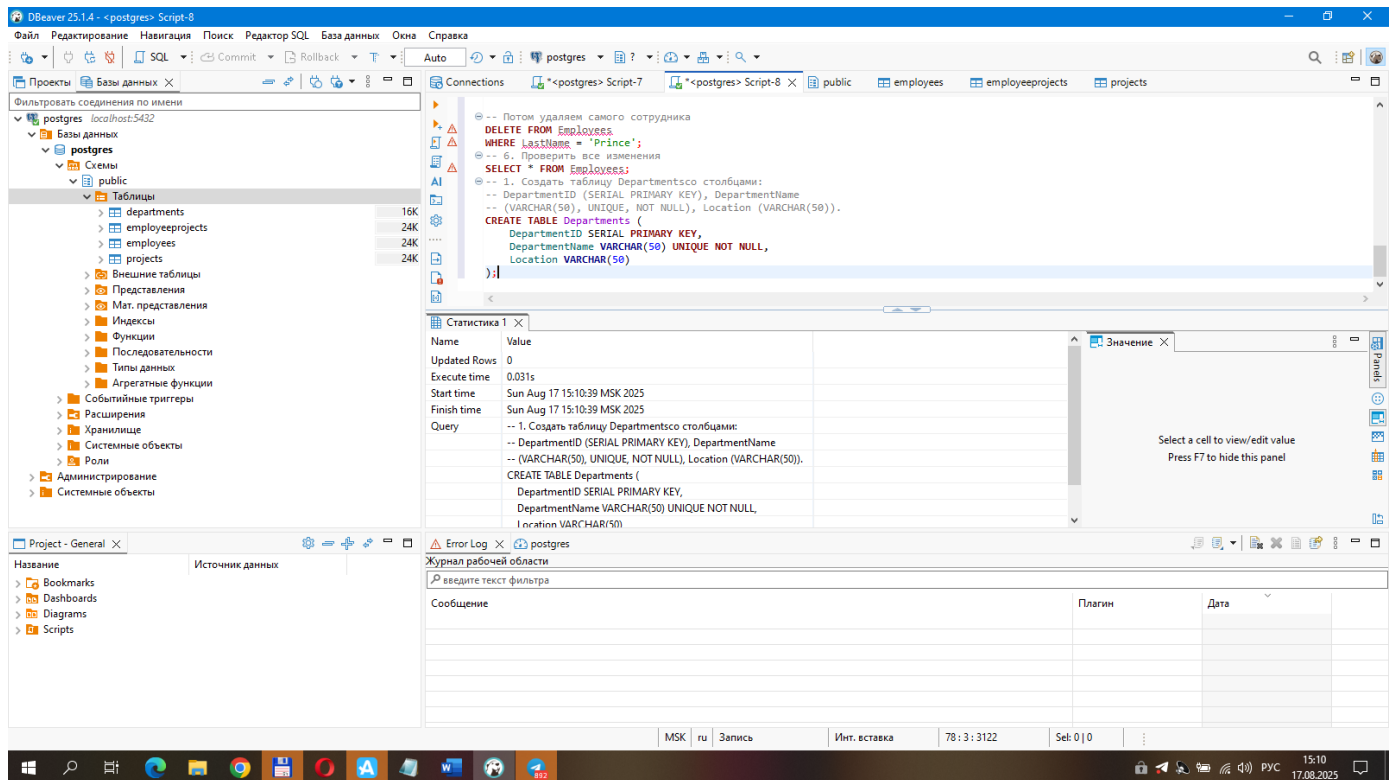 DBeaver 25.1.4 - <postgres> Script-8
Файл Редактирование Навигация Поиск Редактор SQL База данных Окна Справка
SQL Commit Rollback T Auto postgres ?
Проекты Базы данных
Фильтровать соединения по имени
postgres localhost:5432
Базы данных
postgres
Схемы
public
Таблицы
departments 16K
employeeprojects 24K
employees 24K
projects 24K
Внешние таблицы
Представления
Мат. представления
Индексы
Функции
Последовательности
Типы данных
Агрегатные функции
Событийные триггеры
Расширения
Хранилище
Системные объекты
Роли
Администрирование
Системные объекты
Connections *<postgres> Script-7 *<postgres> Script-8 public employees employeeprojects projects
AI
-- Потом удаляем самого сотрудника
DELETE FROM Employees
WHERE LastName = 'Prince';
-- 6. Проверить все изменения
SELECT * FROM Employees;
-- 1. Создать таблицу Departmentsсо столбцами:
-- DepartmentID (SERIAL PRIMARY KEY), DepartmentName
-- (VARCHAR(50), UNIQUE, NOT NULL), Location (VARCHAR(50)).
CREATE TABLE Departments (
DepartmentID SERIAL PRIMARY KEY,
DepartmentName VARCHAR(50) UNIQUE NOT NULL,
Location VARCHAR(50)
);
Статистика 1
Name Value
Updated Rows 0
Execute time 0.031s
Start time Sun Aug 17 15:10:39 MSK 2025
Finish time Sun Aug 17 15:10:39 MSK 2025
Query -- 1. Создать таблицу Departmentsсо столбцами:
-- DepartmentID (SERIAL PRIMARY KEY), DepartmentName
-- (VARCHAR(50), UNIQUE, NOT NULL), Location (VARCHAR(50)).
CREATE TABLE Departments (
DepartmentID SERIAL PRIMARY KEY,
DepartmentName VARCHAR(50) UNIQUE NOT NULL,
Location VARCHAR(50)
Значение
Select a cell to view/edit value
Press F7 to hide this panel
Panels
Project - General
Название Источник данных
Bookmarks
Dashboards
Diagrams
Scripts
Error Log postgres
Журнал рабочей области
введите текст фильтра
Сообщение Плагин Дата
MSK ru Запись Инт. вставка 78 : 3 : 3122 Sel: 0 | 0
892
РУС
15:10
17.08.2025